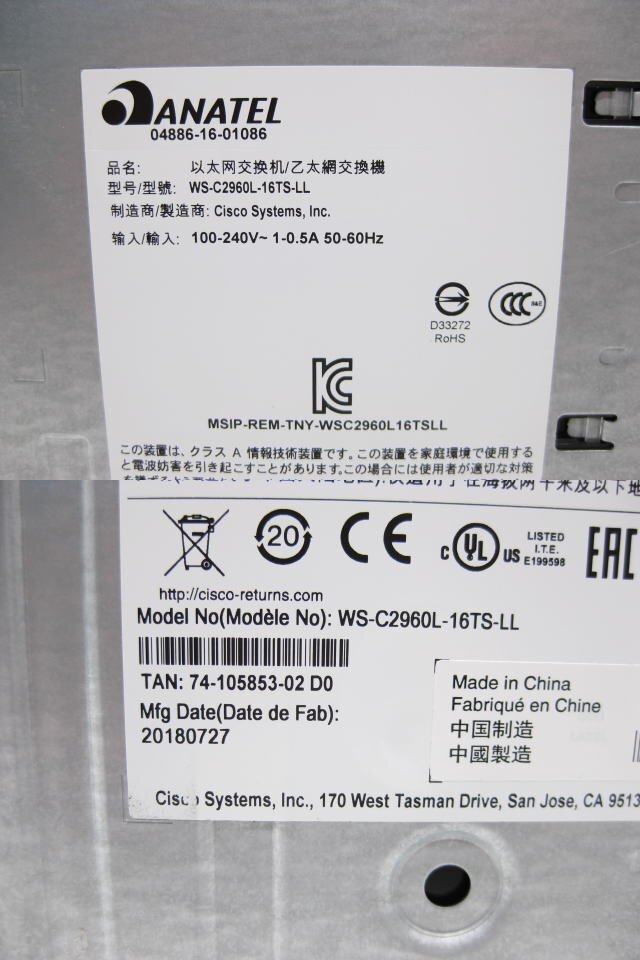 ANATEL
04886-16-01086
品名: 以太网交换机/乙太網交換機
型号/型號: WS-C2960L-16TS-LL
制造商/製造商: Cisco Systems, Inc.
输入/輸入: 100-240V~ 1-0.5A 50-60Hz
CCC S&E
D33272
RoHS
MSIP-REM-TNY-WSC2960L16TSLL
この装置は、クラス A 情報技術装置です。この装置を家庭環境で使用する
と電波妨害を引き起こすことがあります。この場合には使用者が適切な対策
20
CE
c UL US LISTED
I.T.E.
E199598
EAC
http://cisco-returns.com
Model No(Modèle No): WS-C2960L-16TS-LL
TAN: 74-105853-02 D0
Mfg Date(Date de Fab):
20180727
Made in China
Fabriqué en Chine
中国制造
中國製造
Cisco Systems, Inc., 170 West Tasman Drive, San Jose, CA 9513